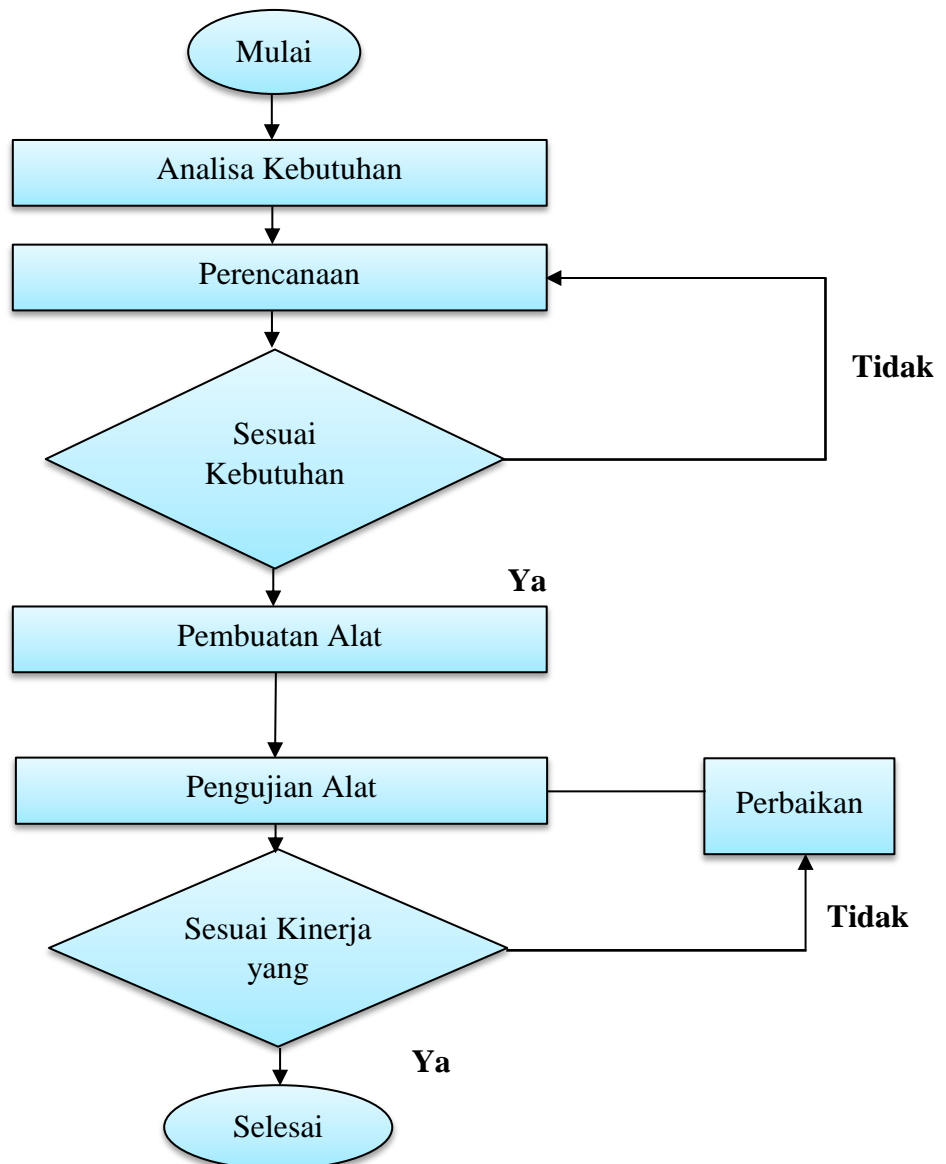 Mulai
Analisa Kebutuhan
Perencanaan
Tidak
Sesuai
Kebutuhan
Ya
Pembuatan Alat
Pengujian Alat
Perbaikan
Tidak
Sesuai Kinerja
yang
Ya
Selesai